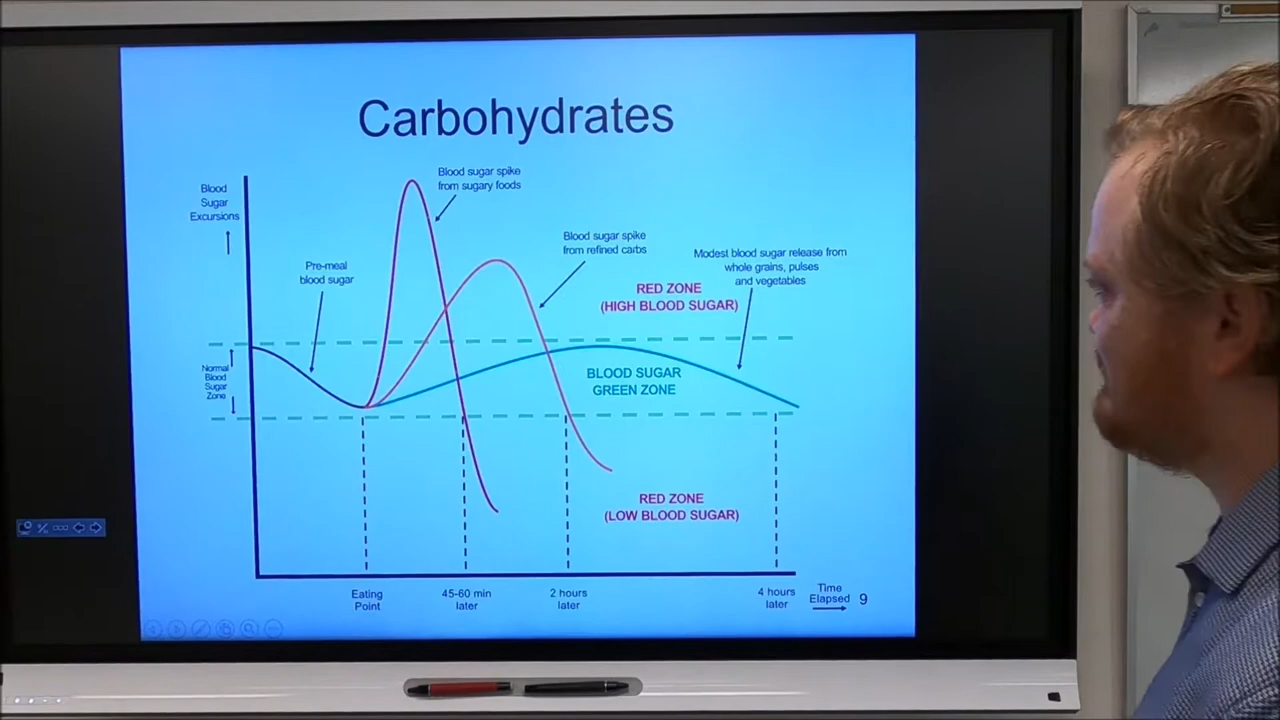 Carbohydrates
Blood
Sugar
Excursions
Blood sugar spike
from sugary foods
Pre-meal
blood sugar
Blood sugar spike
from refined carbs
Modest blood sugar release from
whole grains, pulses
and vegetables
RED ZONE
(HIGH BLOOD SUGAR)
Normal
Blood
Sugar
Zone
BLOOD SUGAR
GREEN ZONE
RED ZONE
(LOW BLOOD SUGAR)
Eating
Point
45-60 min
later
2 hours
later
4 hours
later
Time
Elapsed
9